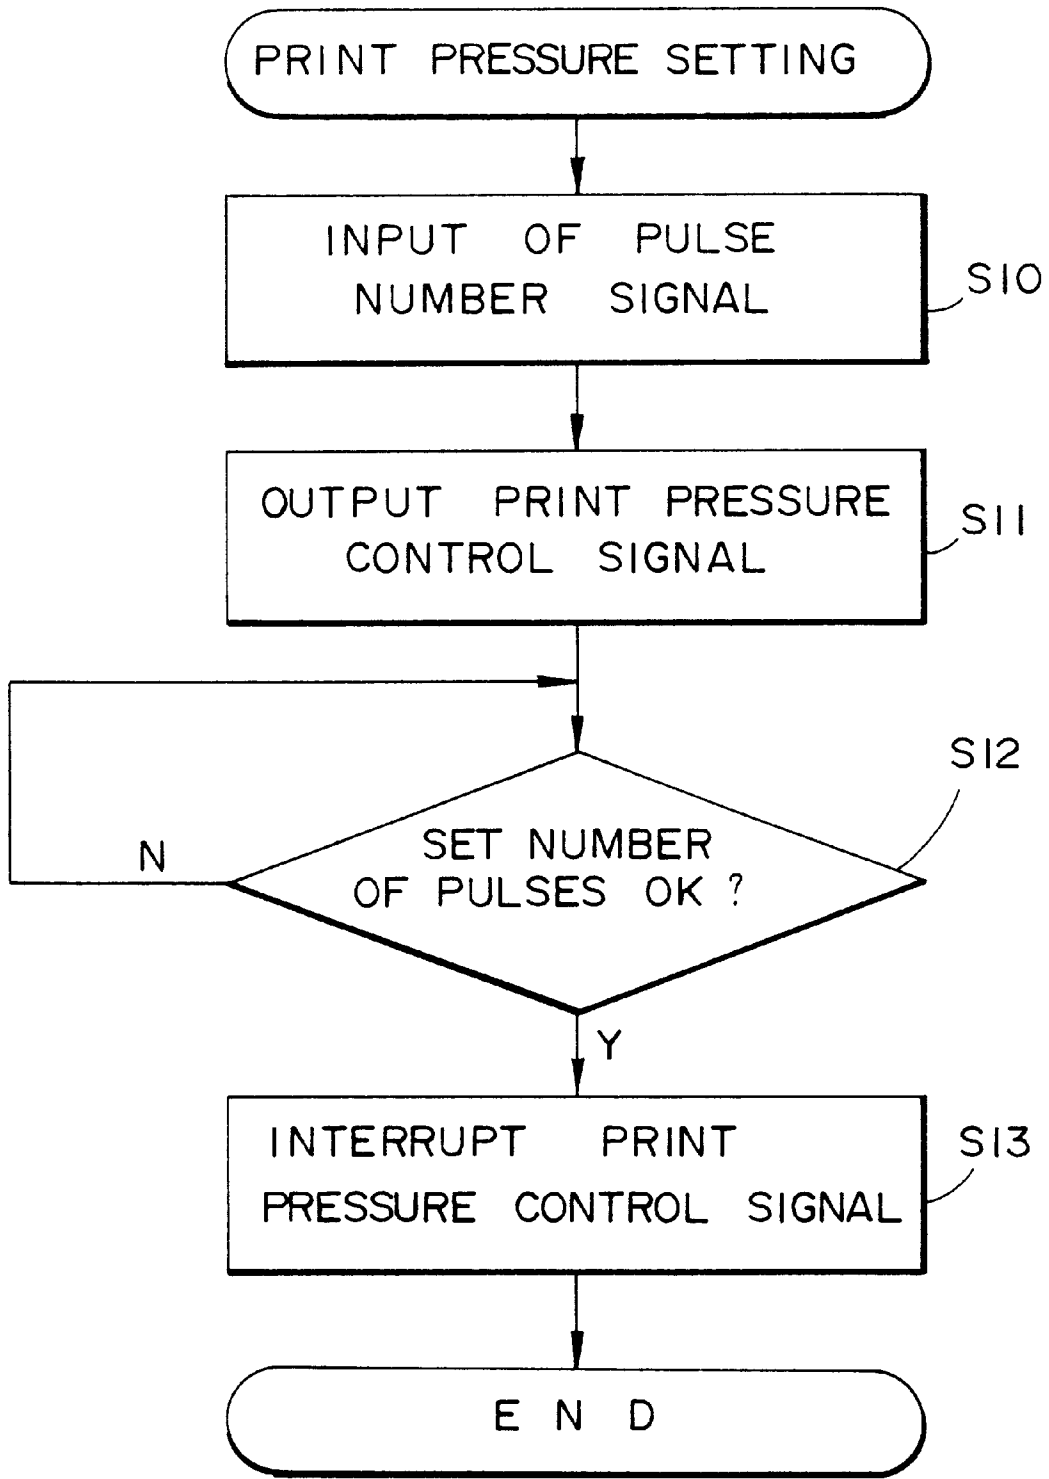 PRINT PRESSURE SETTING
INPUT OF PULSE
NUMBER SIGNAL
S10
OUTPUT PRINT PRESSURE
CONTROL SIGNAL
S11
S12
SET NUMBER
OF PULSES OK ?
N
Y
INTERRUPT PRINT
PRESSURE CONTROL SIGNAL
S13
END